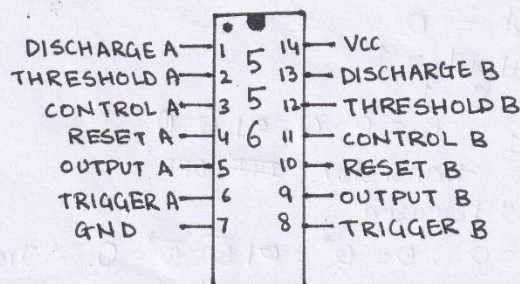 DISCHARGE A 1 14 VCC
THRESHOLD A 2 5 13 DISCHARGE B
CONTROL A 3 5 12 THRESHOLD B
RESET A 4 6 11 CONTROL B
OUTPUT A 5 10 RESET B
TRIGGER A 6 9 OUTPUT B
GND 7 8 TRIGGER B